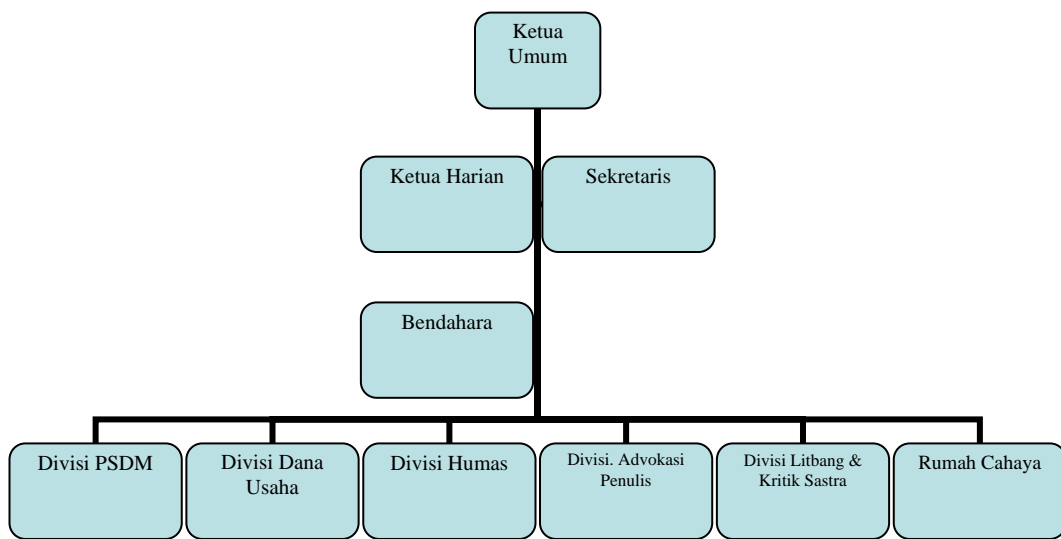 Ketua
Umum
Ketua Harian
Sekretaris
Bendahara
Divisi PSDM
Divisi Dana
Usaha
Divisi Humas
Divisi. Advokasi
Penulis
Divisi Litbang &
Kritik Sastra
Rumah Cahaya